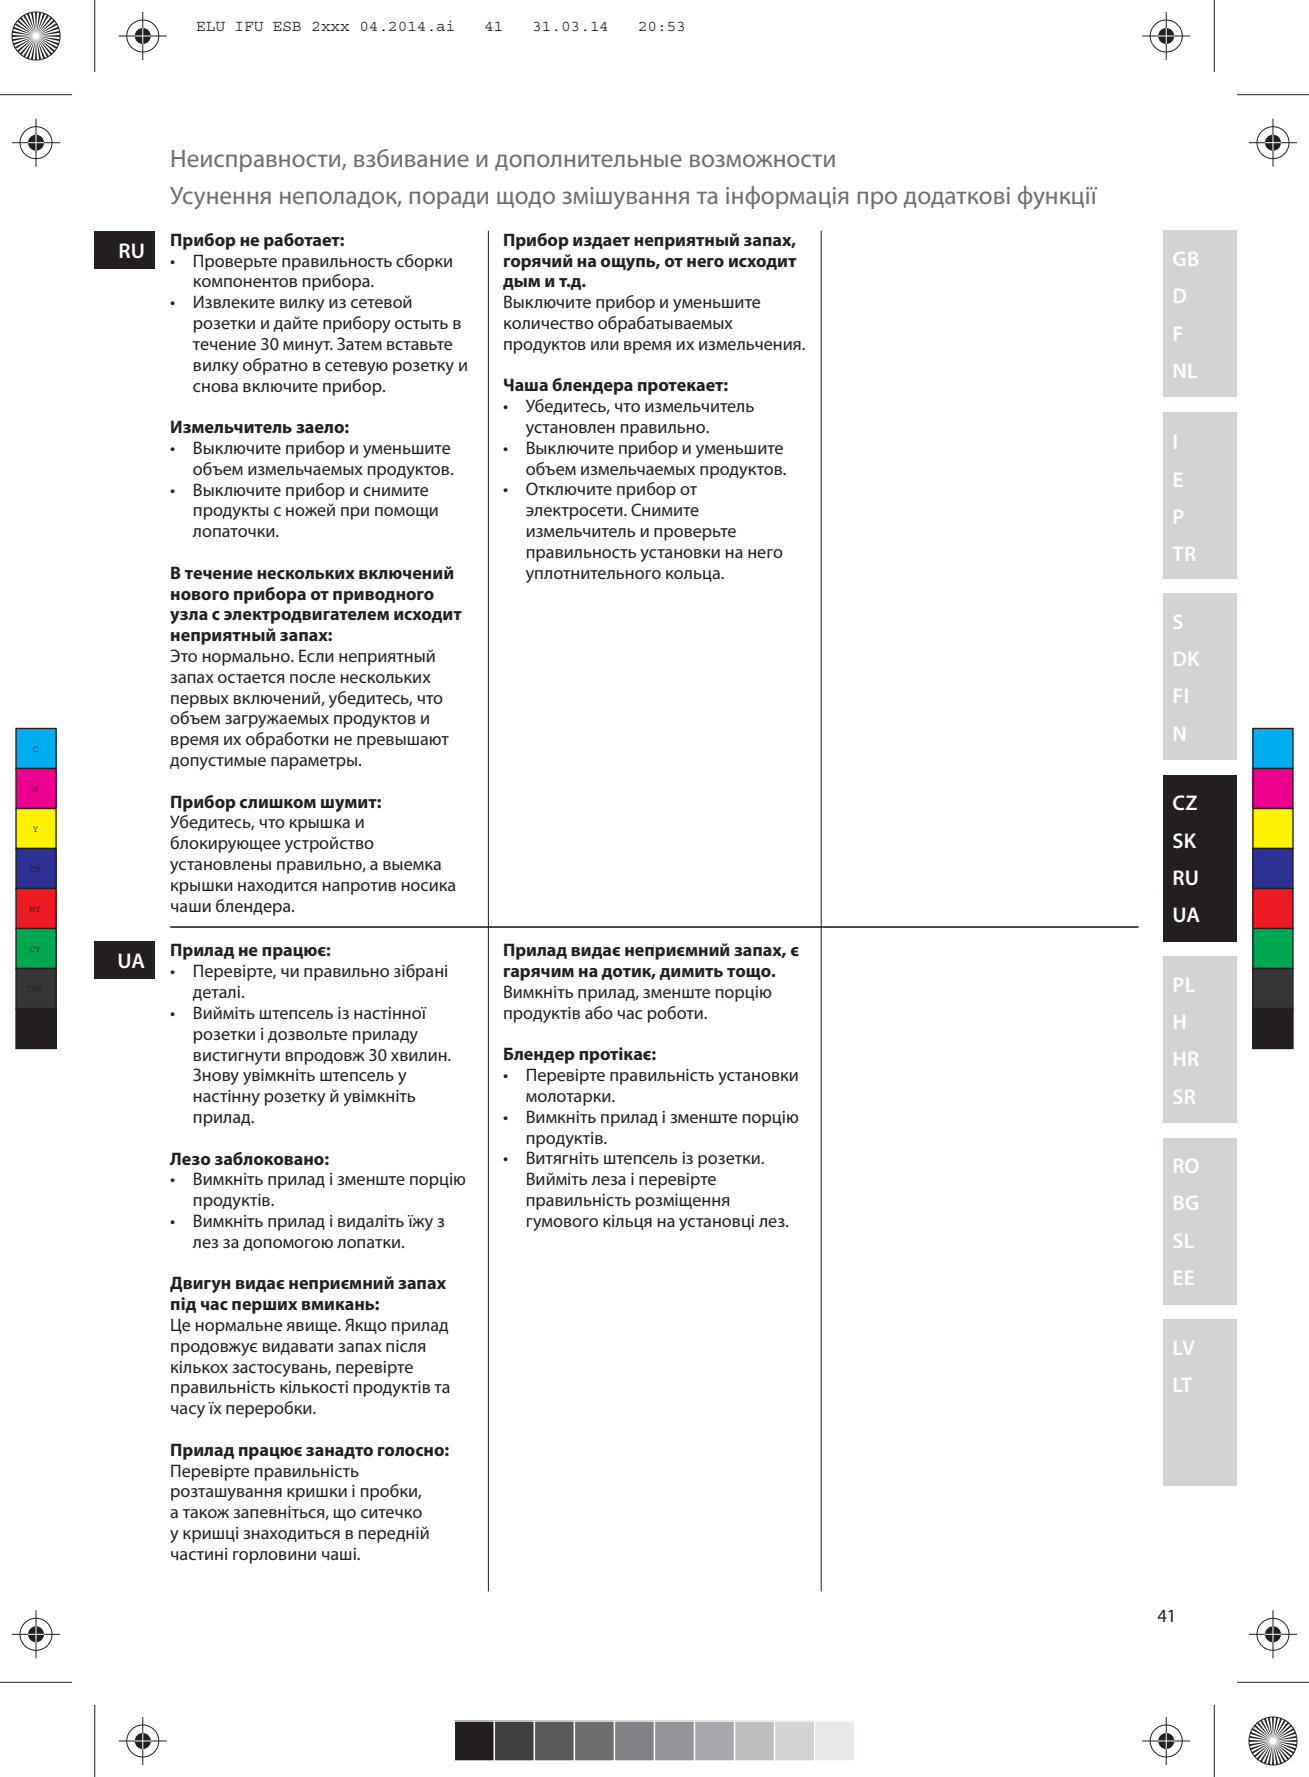 ELU IFU ESB 2xxx 04.2014.ai 41 31.03.14 20:53
Неисправности, взбивание и дополнительные возможности
Усунення неполадок, поради щодо змішування та інформація про додаткові функції
RU
Прибор не работает:
• Проверьте правильность сборки
компонентов прибора.
• Извлеките вилку из сетевой
розетки и дайте прибору остыть в
течение 30 минут. Затем вставьте
вилку обратно в сетевую розетку и
снова включите прибор.
Измельчитель заело:
• Выключите прибор и уменьшите
объем измельчаемых продуктов.
• Выключите прибор и снимите
продукты с ножей при помощи
лопаточки.
В течение нескольких включений
нового прибора от приводного
узла с электродвигателем исходит
неприятный запах:
Это нормально. Если неприятный
запах остается после нескольких
первых включений, убедитесь, что
объем загружаемых продуктов и
время их обработки не превышают
допустимые параметры.
Прибор слишком шумит:
Убедитесь, что крышка и
блокирующее устройство
установлены правильно, а выемка
крышки находится напротив носика
чаши блендера.
Прибор издает неприятный запах,
горячий на ощупь, от него исходит
дым и т.д.
Выключите прибор и уменьшите
количество обрабатываемых
продуктов или время их измельчения.
Чаша блендера протекает:
• Убедитесь, что измельчитель
установлен правильно.
• Выключите прибор и уменьшите
объем измельчаемых продуктов.
• Отключите прибор от
электросети. Снимите
измельчитель и проверьте
правильность установки на него
уплотнительного кольца.
UA
Прилад не працює:
• Перевірте, чи правильно зібрані
деталі.
• Вийміть штепсель із настінної
розетки і дозвольте приладу
вистигнути впродовж 30 хвилин.
Знову увімкніть штепсель у
настінну розетку й увімкніть
прилад.
Лезо заблоковано:
• Вимкніть прилад і зменште порцію
продуктів.
• Вимкніть прилад і видаліть їжу з
лез за допомогою лопатки.
Двигун видає неприємний запах
під час перших вмикань:
Це нормальне явище. Якщо прилад
продовжує видавати запах після
кількох застосувань, перевірте
правильність кількості продуктів та
часу їх переробки.
Прилад працює занадто голосно:
Перевірте правильність
розташування кришки і пробки,
а також запевніться, що ситечко
у кришці знаходиться в передній
частині горловини чаші.
Прилад видає неприємний запах, є
гарячим на дотик, димить тощо.
Вимкніть прилад, зменште порцію
продуктів або час роботи.
Блендер протікає:
• Перевірте правильність установки
молотарки.
• Вимкніть прилад і зменште порцію
продуктів.
• Витягніть штепсель із розетки.
Вийміть леза і перевірте
правильність розміщення
гумового кільця на установці лез.
GB
D
F
NL
I
E
P
TR
S
DK
FI
N
CZ
SK
RU
UA
PL
H
HR
SR
RO
BG
SL
EE
LV
LT
C
M
Y
CM
MY
CY
CMY
41